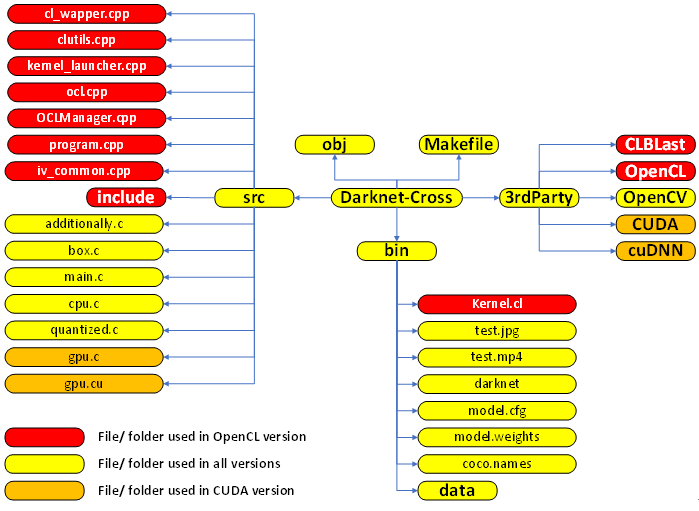 cl_wapper.cpp
clutils.cpp
kernel_launcher.cpp
ocl.cpp
OCLManager.cpp
program.cpp
iv_common.cpp
include
additionally.c
box.c
main.c
cpu.c
quantized.c
gpu.c
gpu.cu
src
obj
Makefile
Darknet-Cross
bin
3rdParty
CLBLast
OpenCL
OpenCV
CUDA
cuDNN
Kernel.cl
test.jpg
test.mp4
darknet
model.cfg
model.weights
coco.names
data
File/ folder used in OpenCL version
File/ folder used in all versions
File/ folder used in CUDA version